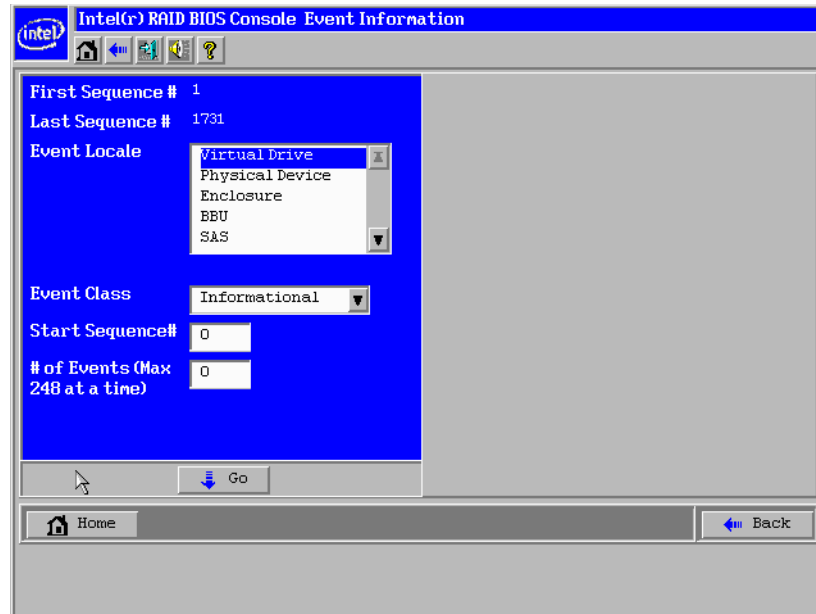 Intel(r) RAID BIOS Console Event Information
intel
?
First Sequence # 1
Last Sequence # 1731
Event Locale
Virtual Drive
Physical Device
Enclosure
BBU
SAS
Event Class Informational
Start Sequence# 0
# of Events (Max 0
248 at a time)
Go
Home
Back